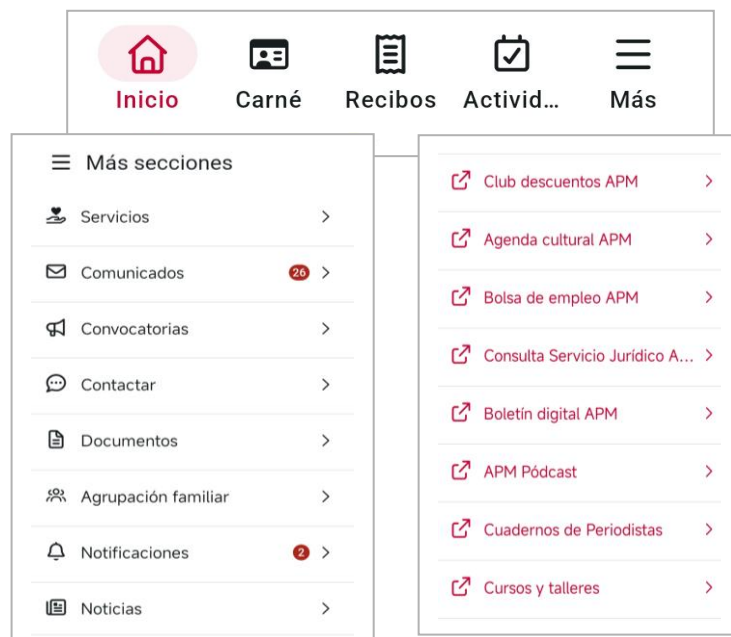 Inicio
Carné
Recibos
Activid...
Más
Más secciones
Servicios
Comunicados 26
Convocatorias
Contactar
Documentos
Agrupación familiar
Notificaciones 2
Noticias
Club descuentos APM
Agenda cultural APM
Bolsa de empleo APM
Consulta Servicio Jurídico A...
Boletín digital APM
APM Pódcast
Cuadernos de Periodistas
Cursos y talleres